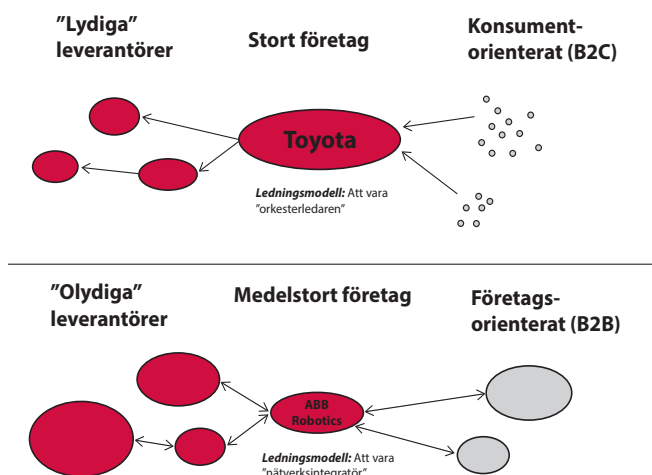 "Lydiga"
leverantörer
Stort företag
Konsument-
orienterat (B2C)
Toyota
Ledningsmodell: Att vara
"orkesterledaren"
"Olydiga"
leverantörer
Medelstort företag
Företags-
orienterat (B2B)
ABB
Robotics
Ledningsmodell: Att vara
"nätverksintegratör"